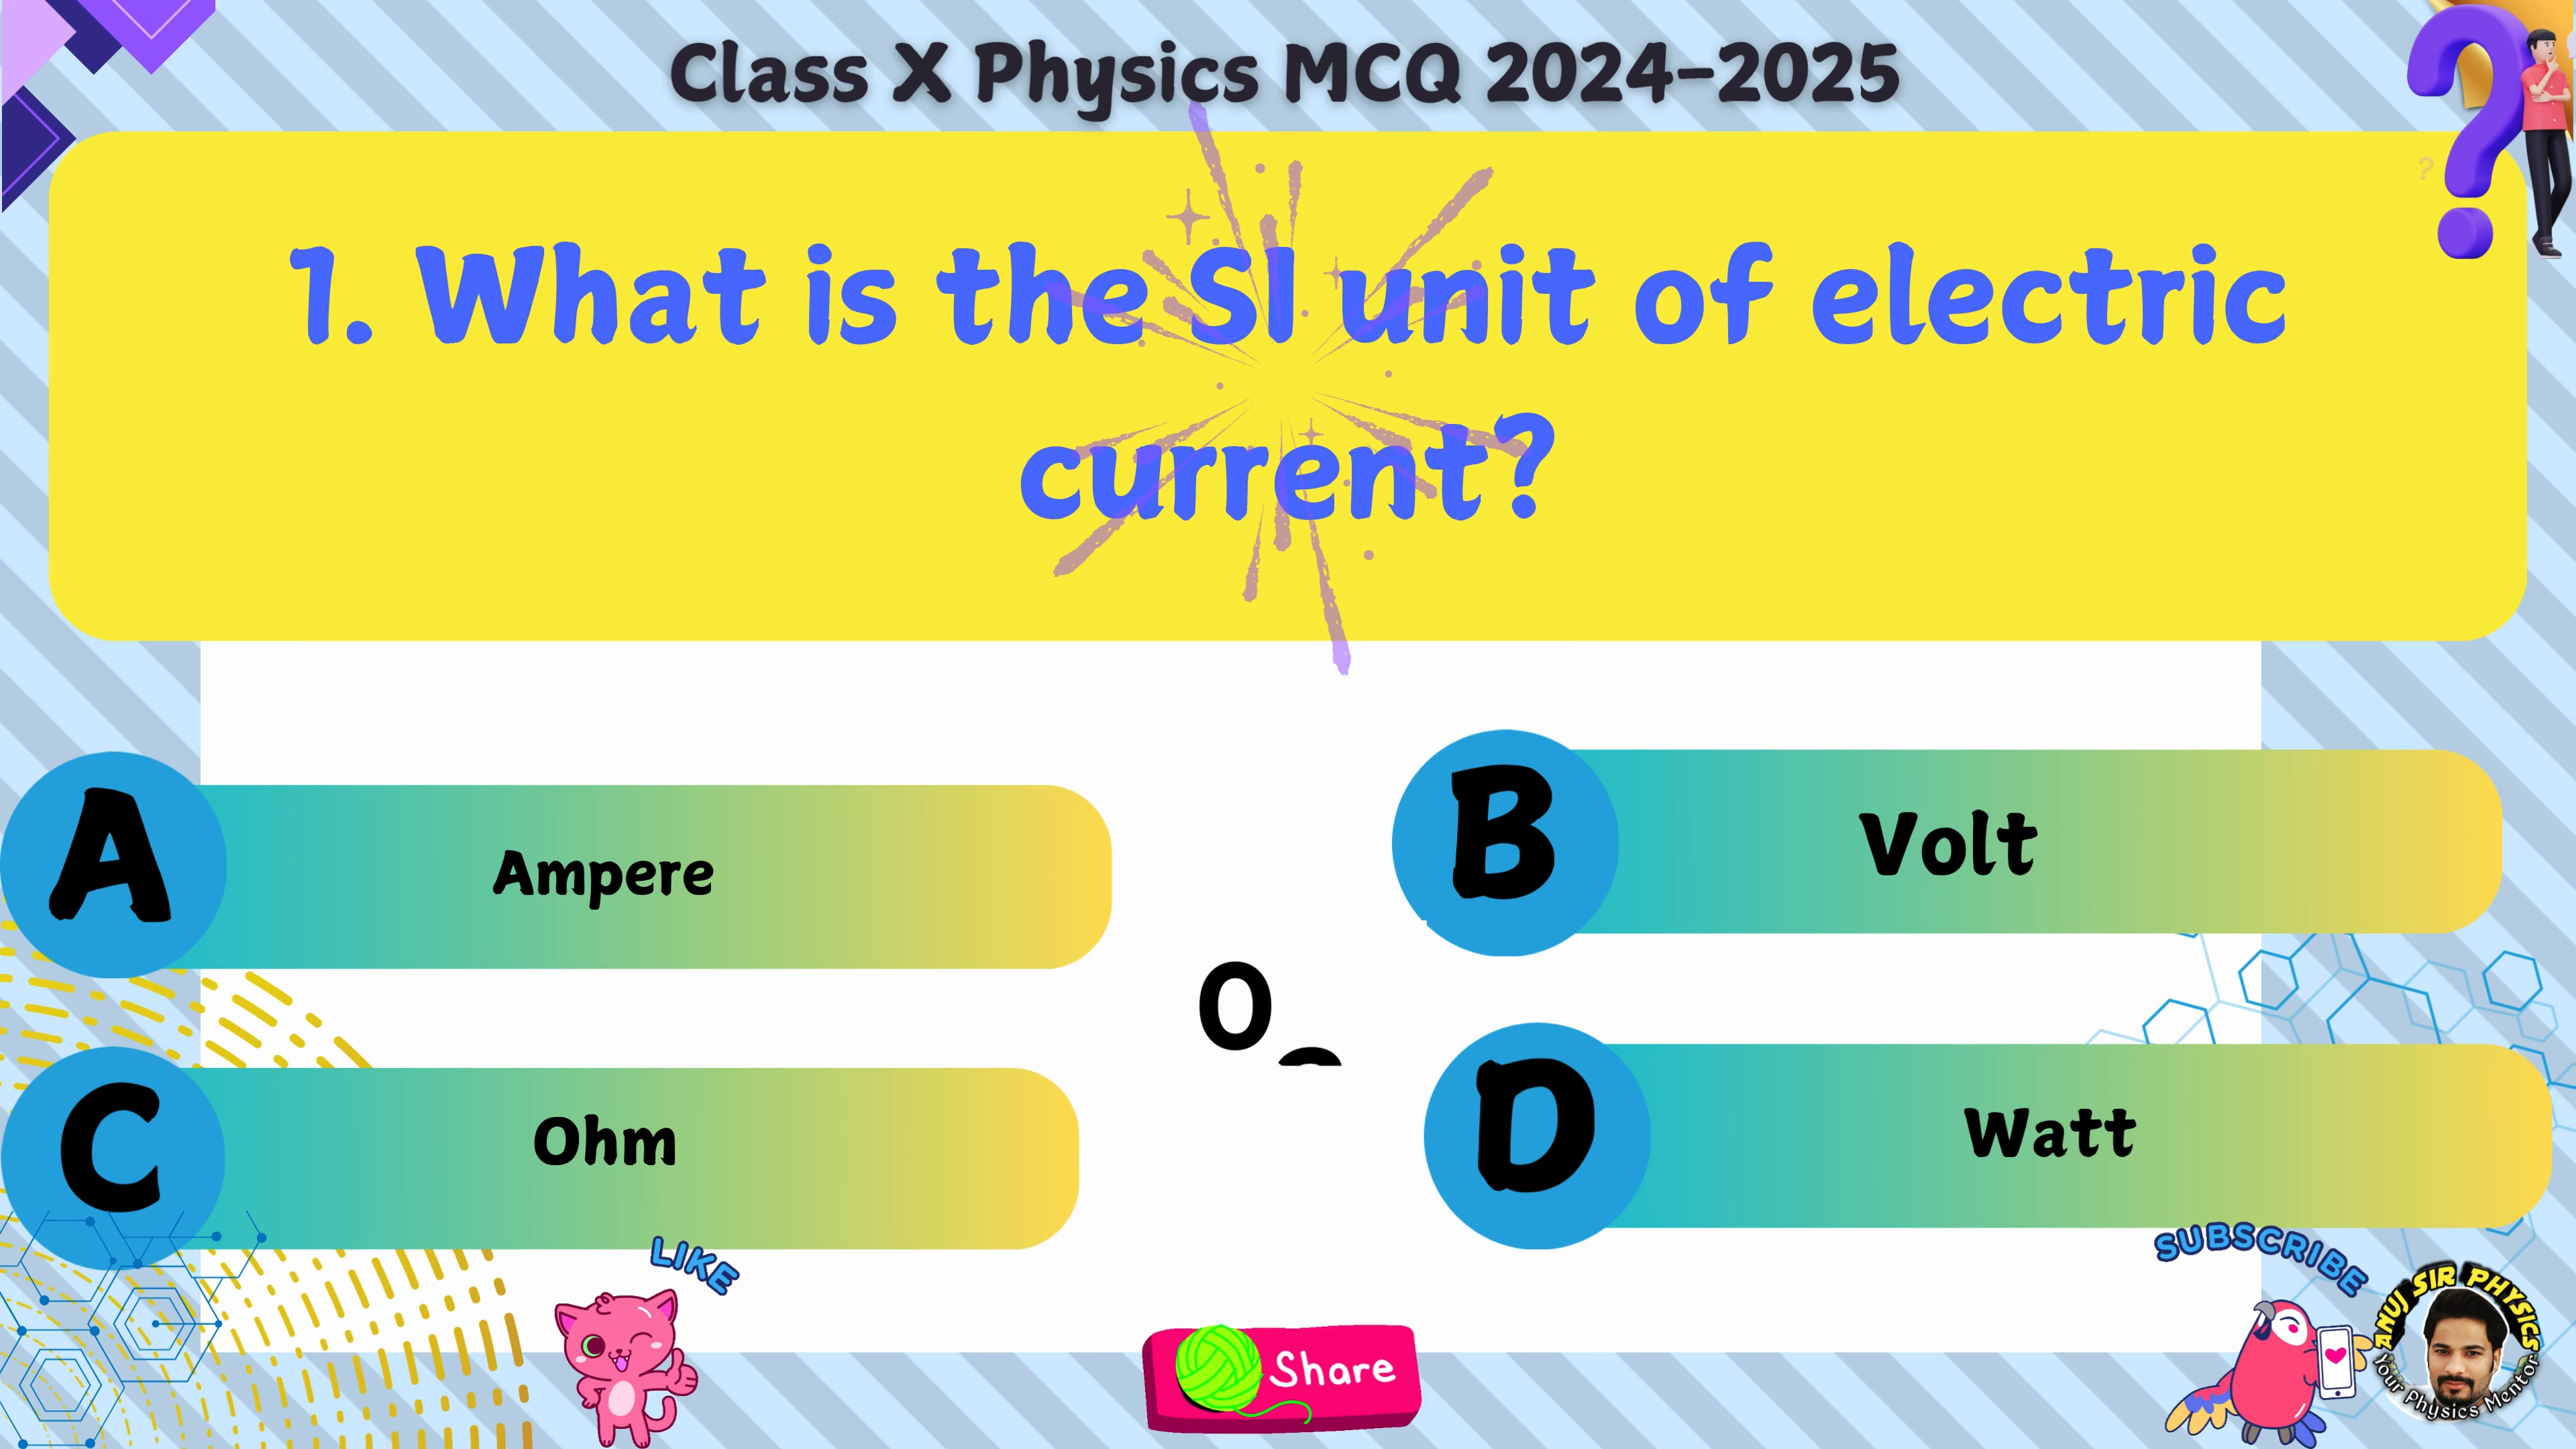 Class X Physics MCQ 2024-2025
1. What is the SI unit of electric
current?
A
Ampere
B
Volt
0
C
Ohm
D
Watt
LIKE
Share
SUBSCRIBE
ANUJ SIR PHYSICS
Your Physics Mentor